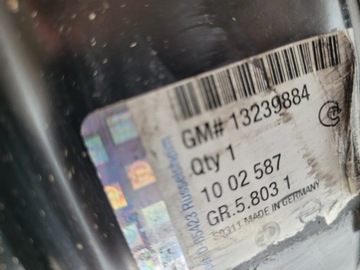 GM# 13239884
Qty 1
10 02 587
GR.5.803 1
MADE IN GERMANY